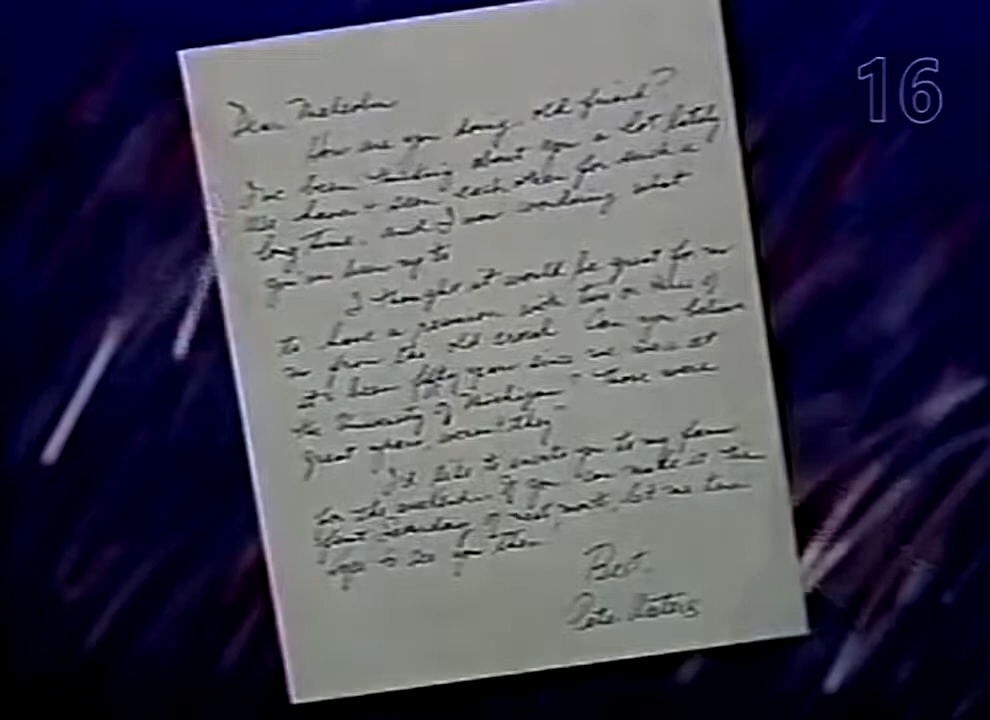 16
Dear Malcolm
How are you doing, old friend?
I've been thinking about you a lot lately
We haven't seen each other for such a
long time, and I was wondering what
you've been up to
I thought it would be great for us
to have a reunion with two or three of
us from the old crowd. Can you believe
it's been fifty years since we were at
the University of Michigan? Those were
great years, weren't they?
I'd like to invite you to my farm
for the weekend. If you can make it the
first Saturday of next month, let me know
hope to see you then
Best,
Pete Waters